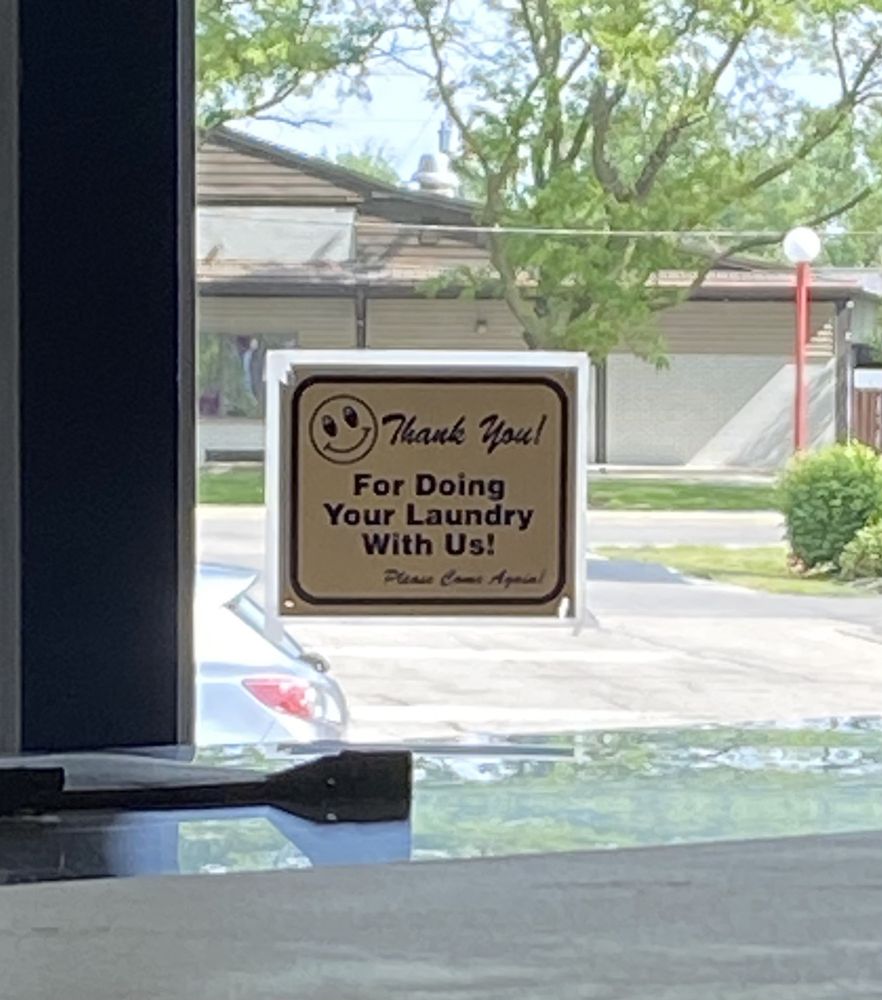 Thank You!
For Doing
Your Laundry
With Us!
Please Come Again!